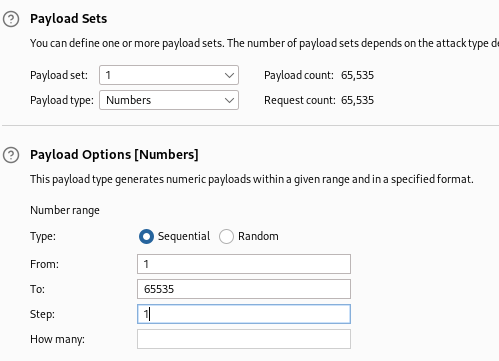 Payload Sets
You can define one or more payload sets. The number of payload sets depends on the attack type de
Payload set: 1 Payload count: 65,535
Payload type: Numbers Request count: 65,535
Payload Options [Numbers]
This payload type generates numeric payloads within a given range and in a specified format.
Number range
Type: Sequential Random
From: 1
To: 65535
Step: 1
How many: